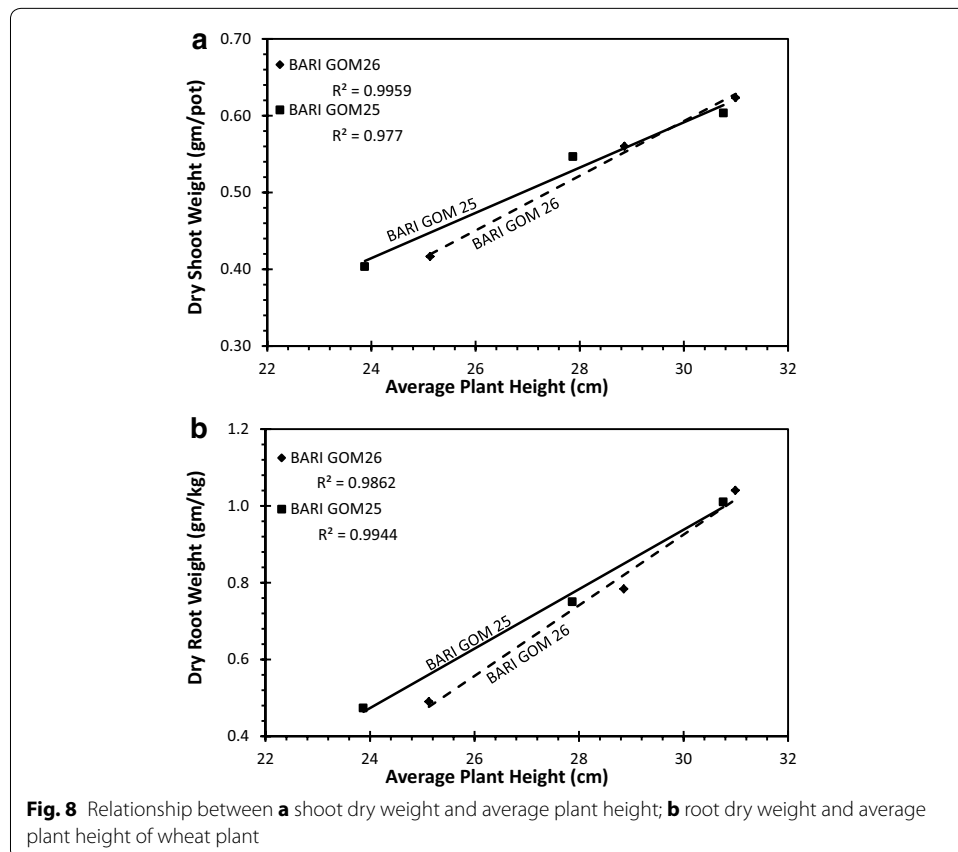 a
0.70
0.60
0.50
0.40
0.30
Dry Shoot Weight (gm/pot)
BARI GOM26
R² = 0.9959
BARI GOM25
R² = 0.977
BARI GOM 25
BARI GOM 26
22 24 26 28 30 32
Average Plant Height (cm)
b
1.2
1.0
0.8
0.6
0.4
Dry Root Weight (gm/kg)
BARI GOM26
R² = 0.9862
BARI GOM25
R² = 0.9944
BARI GOM 25
BARI GOM 26
22 24 26 28 30 32
Average Plant Height (cm)
Fig. 8 Relationship between a shoot dry weight and average plant height; b root dry weight and average
plant height of wheat plant